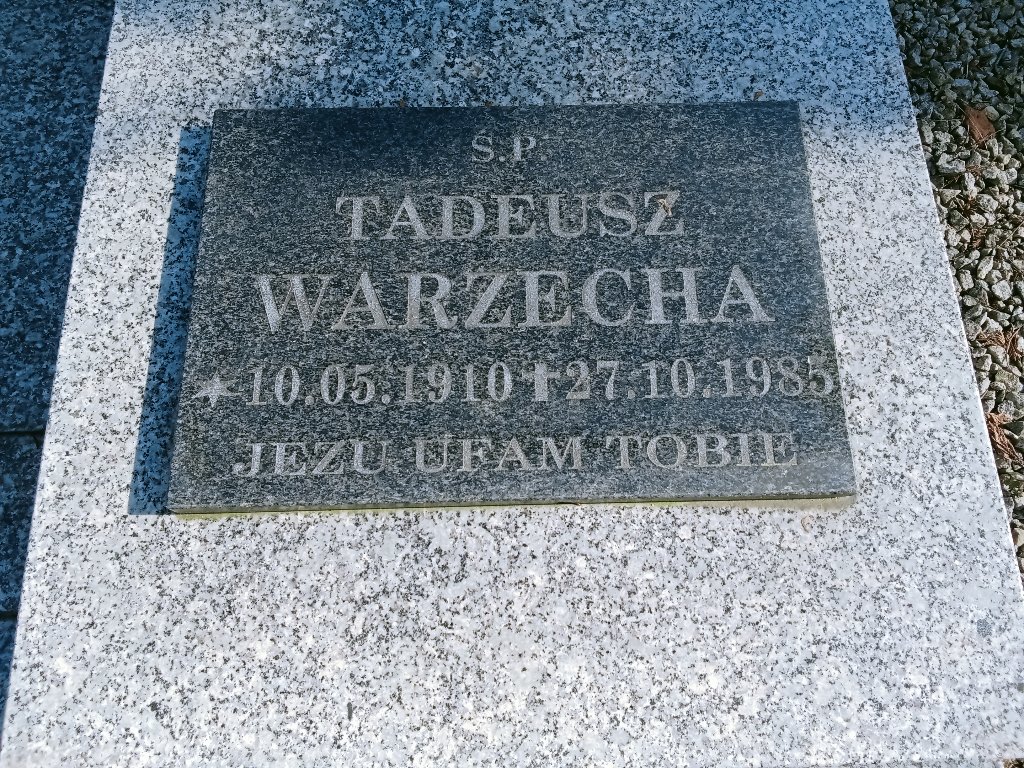 Ś.P.
TADEUSZ
WARZECHA
★ 10.05.1910 ✝ 27.10.1985
JEZU UFAM TOBIE